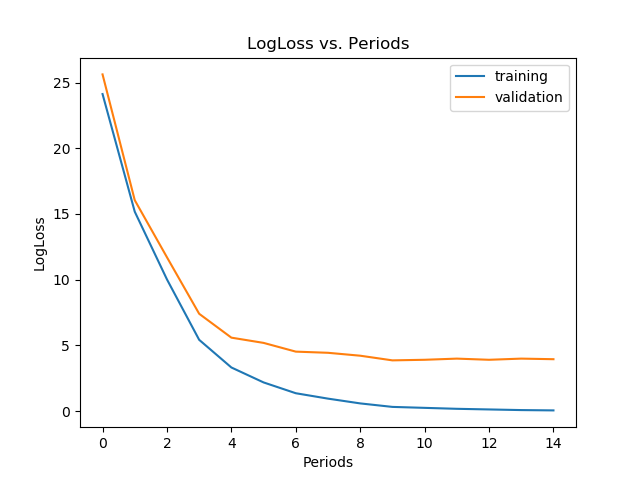 LogLoss vs. Periods
training
validation
25
20
15
10
5
0
LogLoss
0 2 4 6 8 10 12 14
Periods